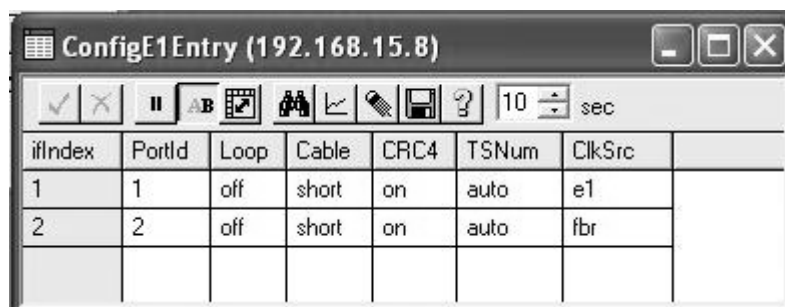 ConfigE1Entry (192.168.15.8)
AB 10 sec
ifIndex PortId Loop Cable CRC4 TSNum ClkSrc
1 1 off short on auto e1
2 2 off short on auto fbr